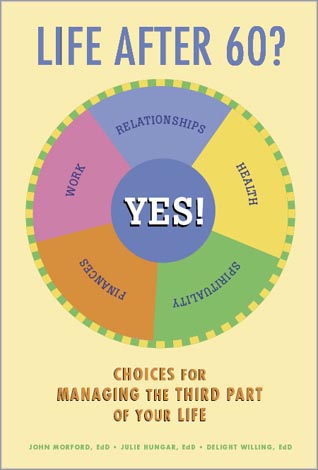 LIFE AFTER 60?
RELATIONSHIPS
WORK
HEALTH
YES!
FINANCES
SPIRITUALITY
CHOICES FOR
MANAGING THE THIRD PART
OF YOUR LIFE
JOHN MORFORD, EdD • JULIE HUNGAR, EdD • DELIGHT WILLING, EdD